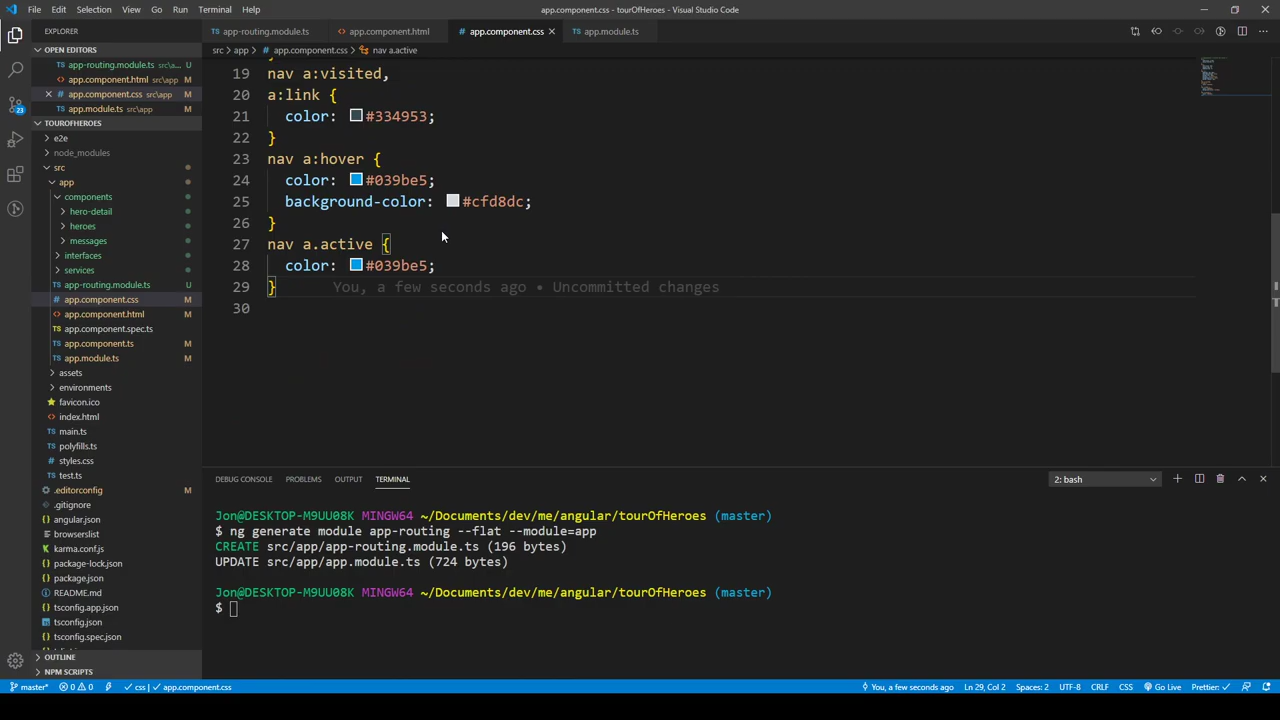 File Edit Selection View Go Run Terminal Help
app.component.css - tourOfHeroes - Visual Studio Code
EXPLORER
OPEN EDITORS
app-routing.module.ts src\a... U
app.component.html src\app M
app.component.css src\app M
app.module.ts src\app M
TOUROFHEROES
e2e
node_modules
src
app
components
hero-detail
heroes
messages
interfaces
services
app-routing.module.ts U
app.component.css M
app.component.html M
app.component.spec.ts
app.component.ts M
app.module.ts M
assets
environments
favicon.ico
index.html
main.ts
polyfills.ts
styles.css
test.ts
.editorconfig M
.gitignore
angular.json
browserslist
karma.conf.js
package-lock.json
package.json
README.md
tsconfig.app.json
tsconfig.json
tsconfig.spec.json
OUTLINE
NPM SCRIPTS
23
app-routing.module.ts app.component.html app.component.css app.module.ts
src > app > app.component.css > nav a.active
19 nav a:visited,
20 a:link {
21 color: #334953;
22 }
23 nav a:hover {
24 color: #039be5;
25 background-color: #cfd8dc;
26 }
27 nav a.active {
28 color: #039be5;
29 } You, a few seconds ago • Uncommitted changes
30
DEBUG CONSOLE PROBLEMS OUTPUT TERMINAL 2: bash
Jon@DESKTOP-M9UU08K MINGW64 ~/Documents/dev/me/angular/tourOfHeroes (master)
$ ng generate module app-routing --flat --module=app
CREATE src/app/app-routing.module.ts (196 bytes)
UPDATE src/app/app.module.ts (724 bytes)
Jon@DESKTOP-M9UU08K MINGW64 ~/Documents/dev/me/angular/tourOfHeroes (master)
$
master* 0 0 css | app.component.css You, a few seconds ago Ln 29, Col 2 Spaces: 2 UTF-8 CRLF CSS Go Live Prettier: